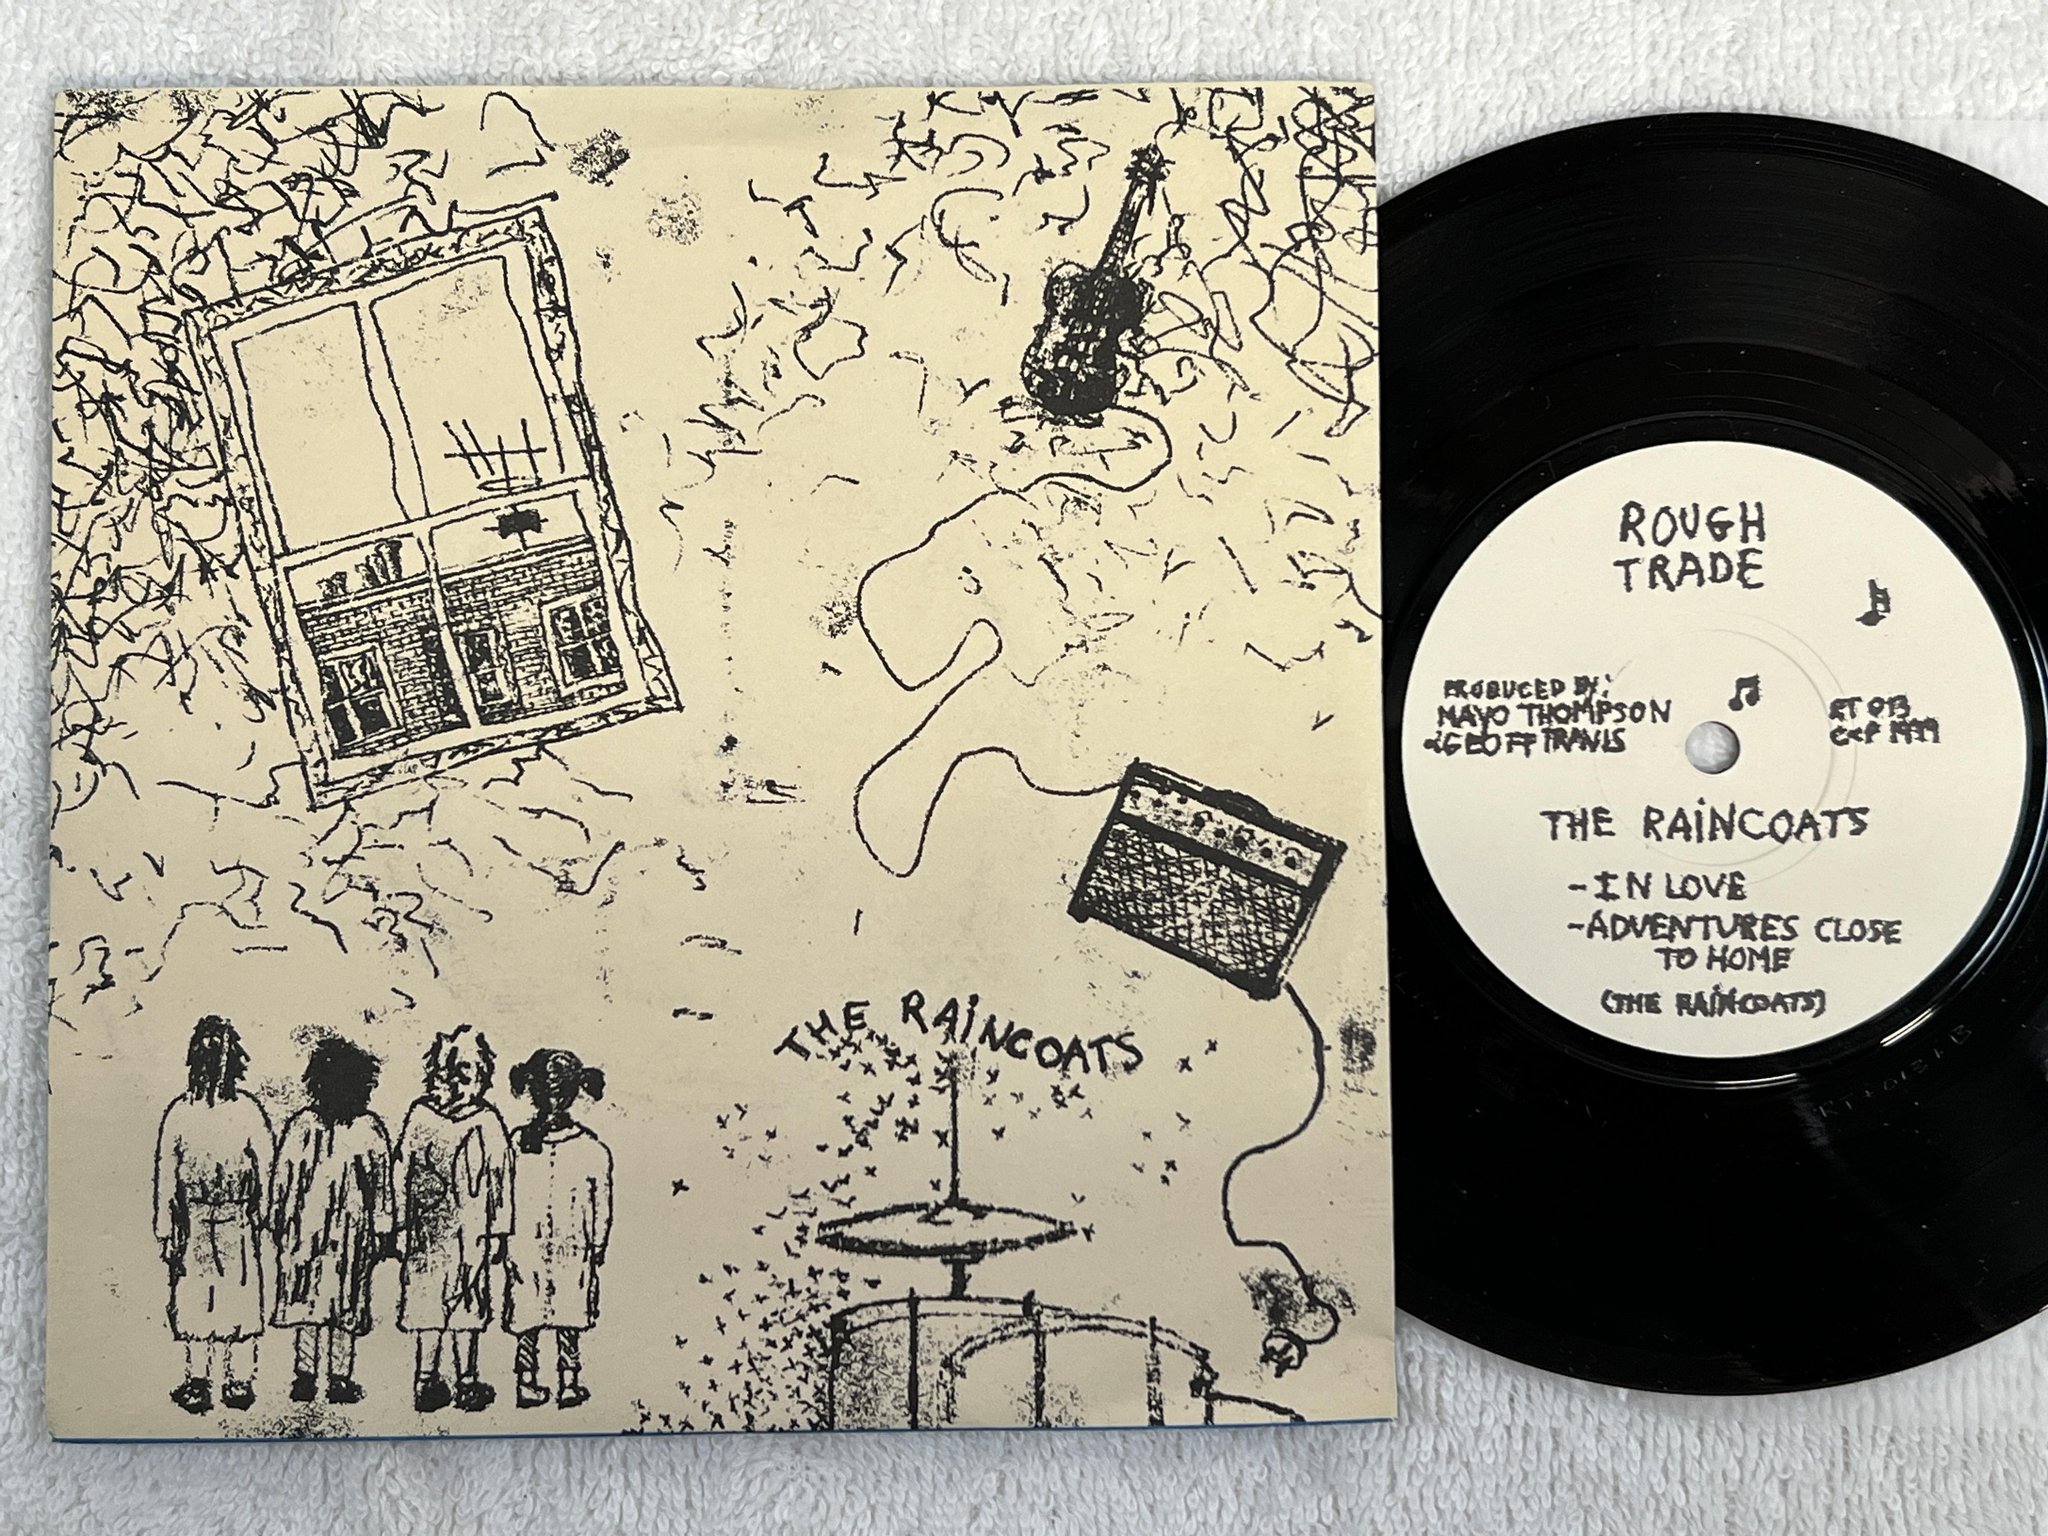 THE RAiNCOATS
ROUGH
TRADE
PRODUCED BY:
MAYO THOMPSON
&GEOFF TRAVIS
RT 013
C&P 1979
THE RAiNCOATS
-IN LOVE
-ADVENTURES CLOSE
TO HOME
(THE RAiNCOATS)